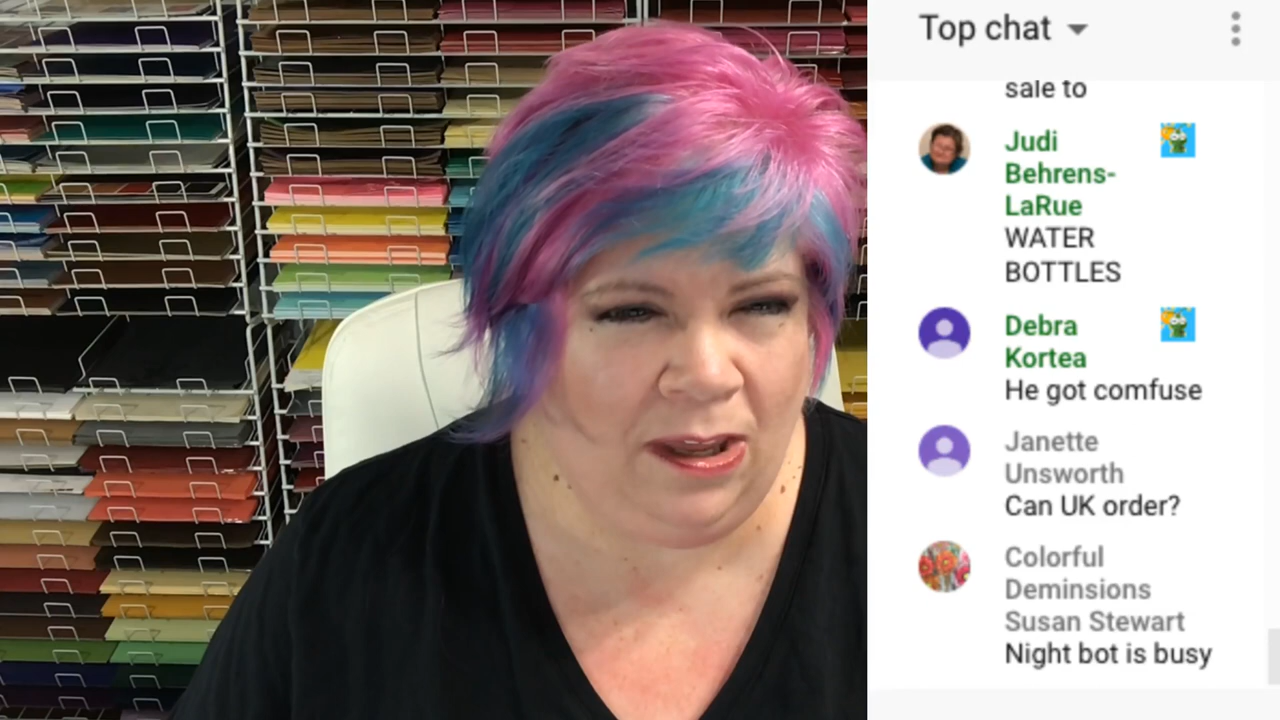 Top chat
sale to
Judi
Behrens-
LaRue
WATER
BOTTLES
Debra
Kortea
He got comfuse
Janette
Unsworth
Can UK order?
Colorful
Deminsions
Susan Stewart
Night bot is busy